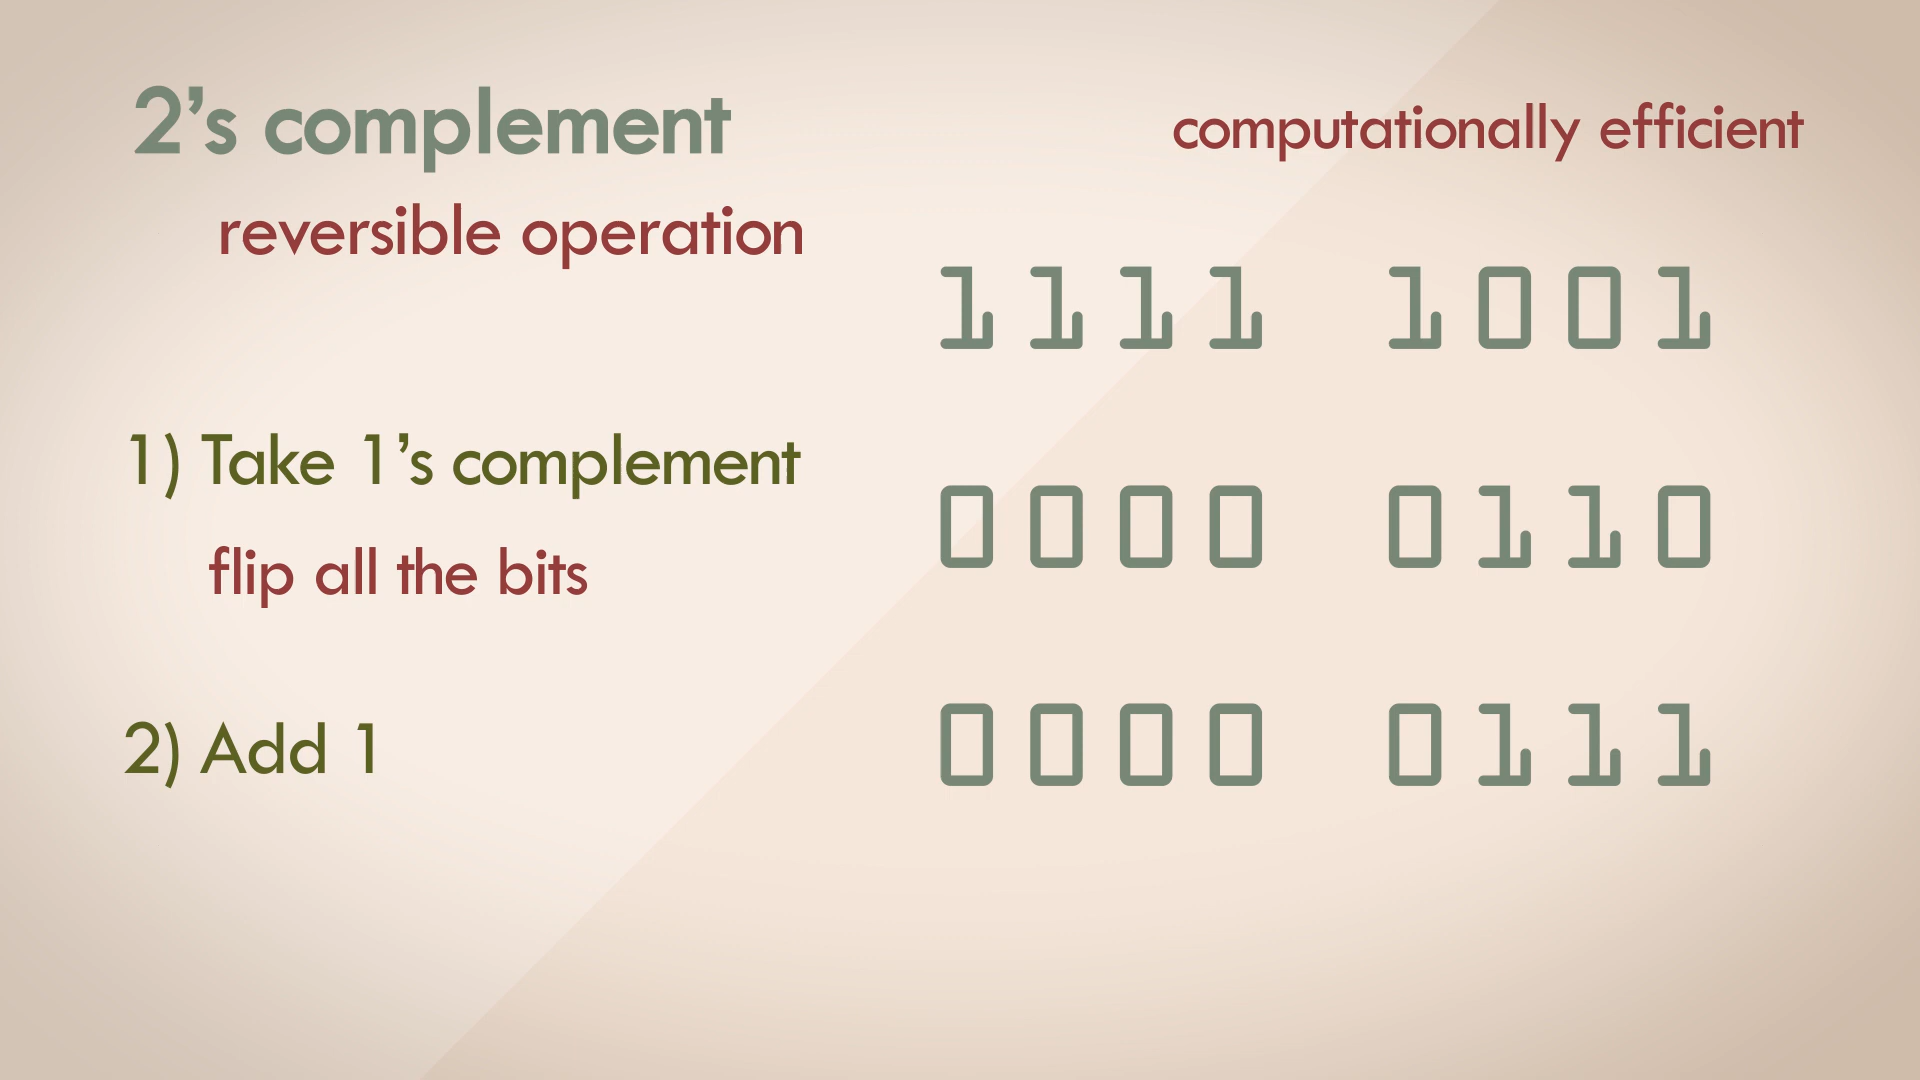 2’s complement
computationally efficient
reversible operation
1111 1001
1) Take 1’s complement
0000 0110
flip all the bits
2) Add 1
0000 0111